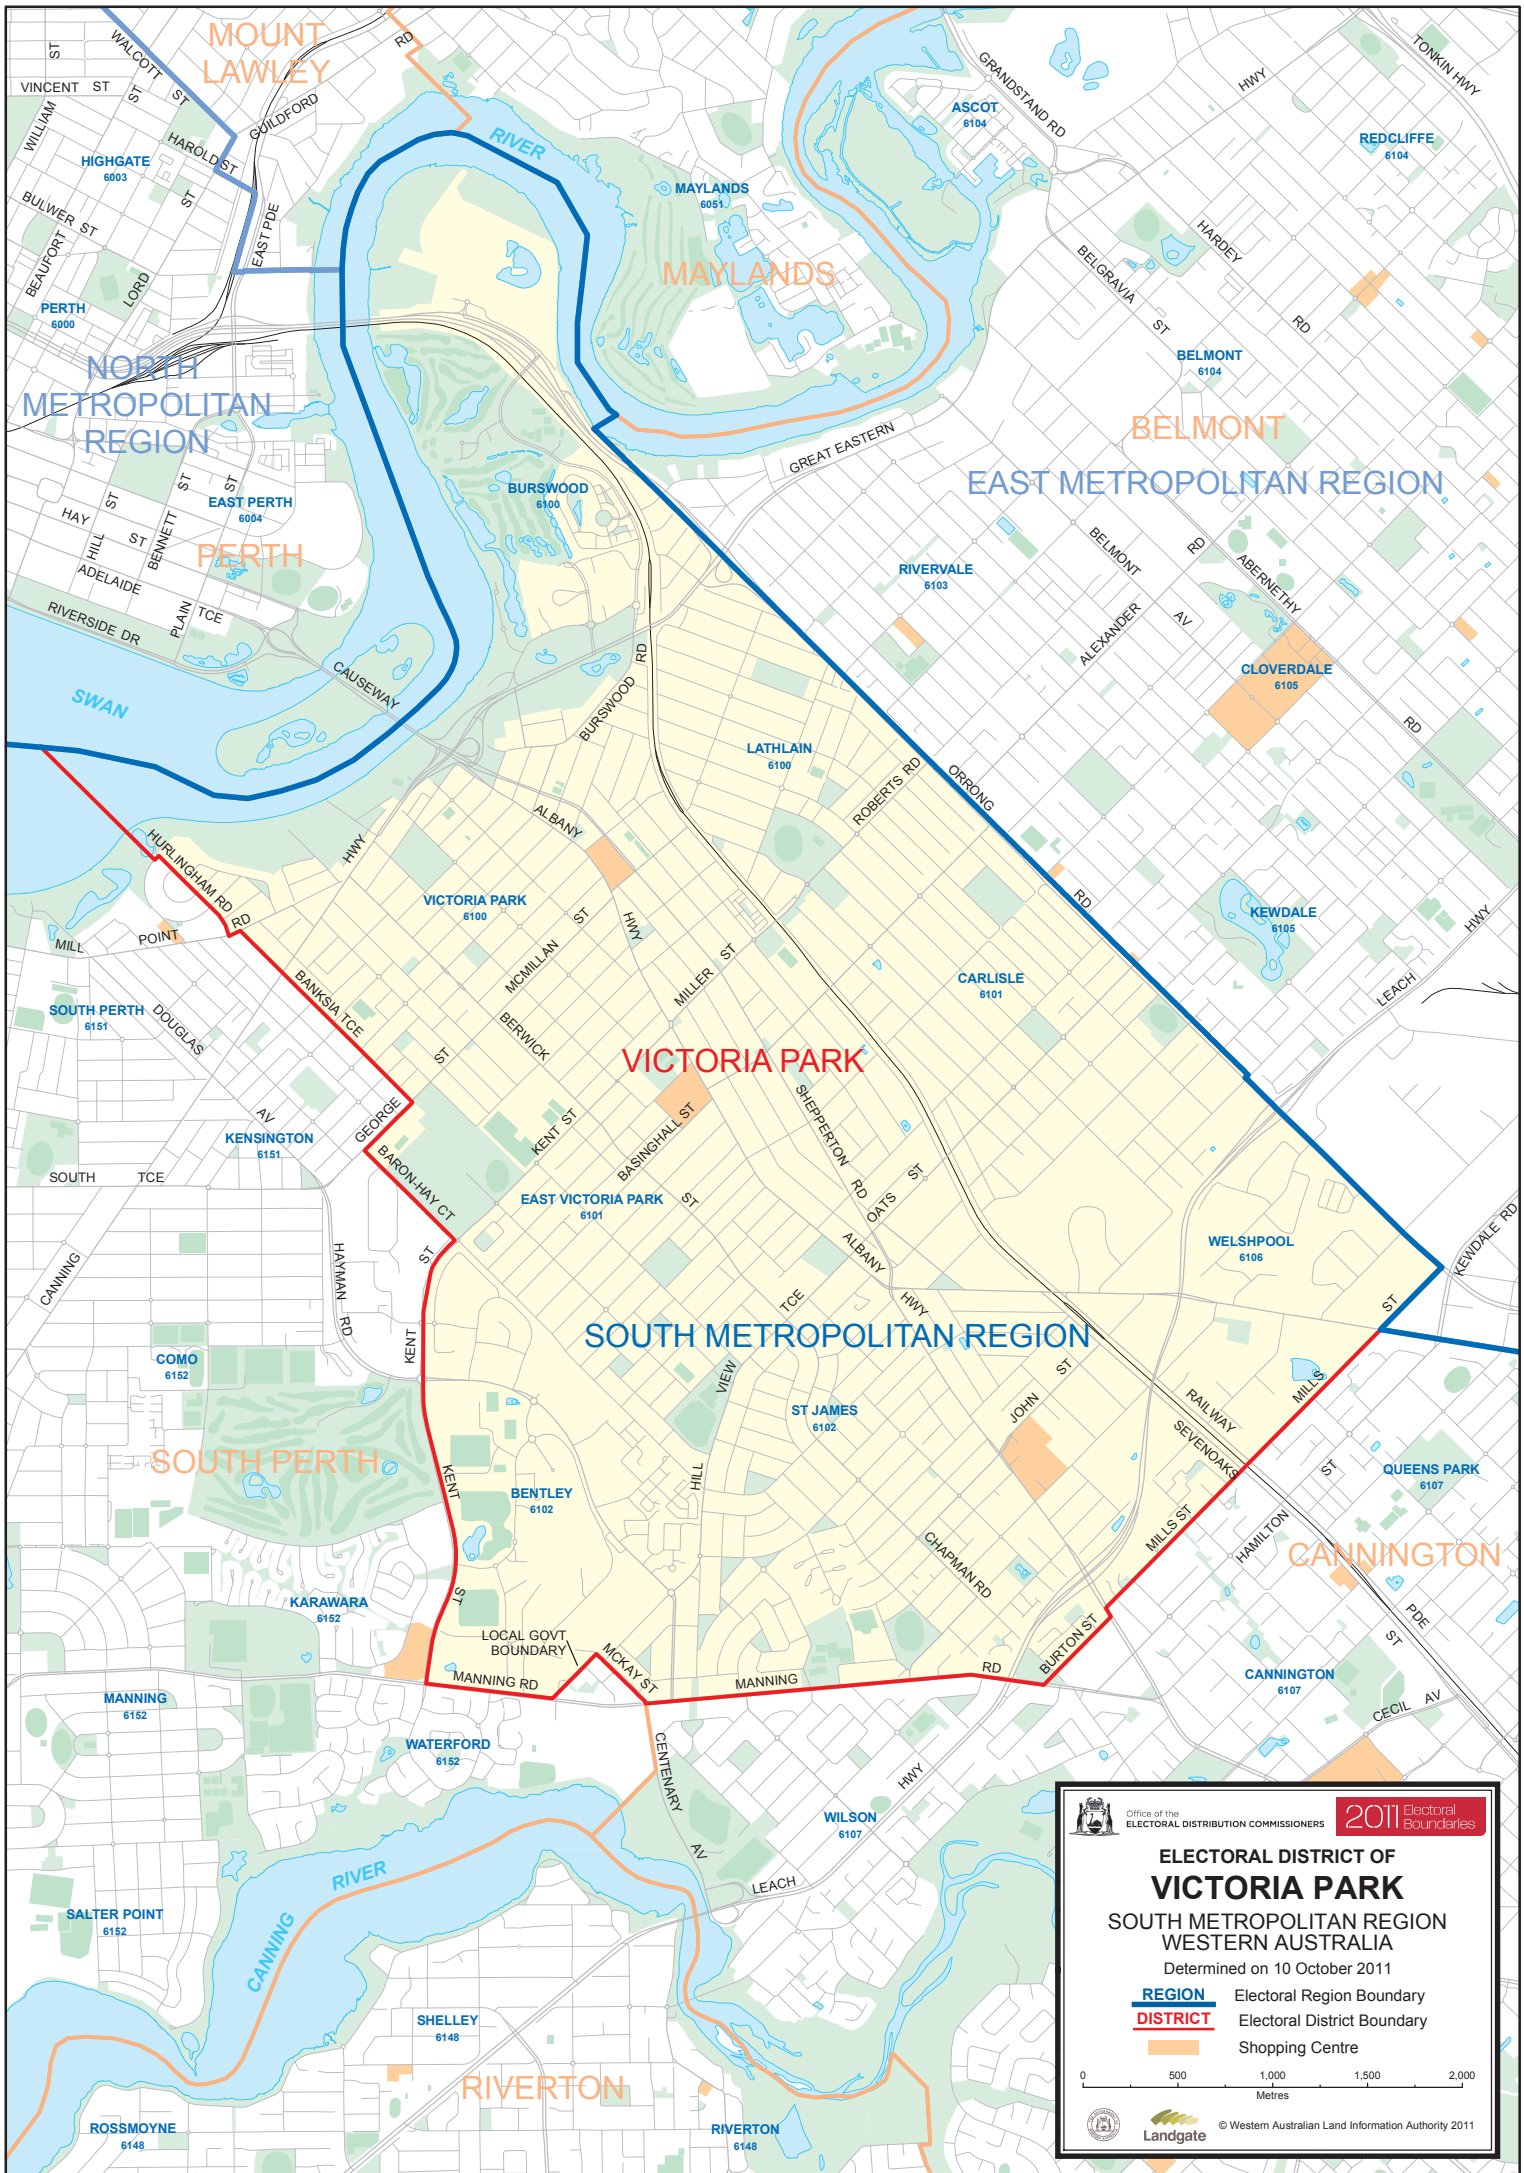 MOUNT
LAWLEY
RD
WALCOTT
ST
ST
VINCENT ST
ST
WILLIAM
HAROLD ST
GUILDFORD
HIGHGATE
6003
BULWER ST
ST
BEAUFORT
EAST PDE
LORD
PERTH
6000
NORTH
METROPOLITAN
REGION
RIVER
MAYLANDS
6051
MAYLANDS
ASCOT
6104
GRANDSTAND RD
HWY
TONKIN HWY
REDCLIFFE
6104
HARDEY
RD
BELGRAVIA
ST
BELMONT
6104
BELMONT
EAST METROPOLITAN REGION
GREAT EASTERN
BURSWOOD
6100
EAST PERTH
6004
PERTH
HAY
ST
ST
HILL
ST
BENNETT
ST
ADELAIDE
TCE
PLAIN
RIVERSIDE DR
CAUSEWAY
SWAN
RIVERVALE
6103
BELMONT
AV
RD
ABERNETHY
RD
ALEXANDER
CLOVERDALE
6105
BURSWOOD RD
LATHLAIN
6100
ROBERTS RD
ORRONG
RD
ALBANY
HWY
HWY
HURLINGHAM RD
RD
MILL
POINT
VICTORIA PARK
6100
MCMILLAN
ST
MILLER ST
KEWDALE
6105
LEACH
HWY
CARLISLE
6101
SOUTH PERTH
6151
DOUGLAS
AV
BANKSIA TCE
ST
BERWICK
VICTORIA PARK
GEORGE
KENT ST
BASINGHALL ST
SHEPPERTON
RD
KENSINGTON
6151
SOUTH TCE
BARON-HAY CT
EAST VICTORIA PARK
6101
ST
OATS ST
ALBANY
HWY
WELSHPOOL
6106
KEWDALE RD
ST
CANNING
HAYMAN
RD
ST
KENT
TCE
SOUTH METROPOLITAN REGION
COMO
6152
VIEW
ST JAMES
6102
JOHN
ST
RAILWAY
SEVENOAKS
MILLS
SOUTH PERTH
KENT
HILL
BENTLEY
6102
QUEENS PARK
6107
ST
HAMILTON
MILLS ST
CANNINGTON
CHAPMAN RD
PDE
ST
KARAWARA
6152
ST
LOCAL GOVT
BOUNDARY
MCKAY ST
MANNING RD
MANNING
RD
BURTON ST
MANNING
6152
CANNINGTON
6107
CECIL AV
WATERFORD
6152
CENTENARY
AV
HWY
WILSON
6107
LEACH
RIVER
CANNING
SALTER POINT
6152
SHELLEY
6148
RIVERTON
ROSSMOYNE
6148
RIVERTON
6148
Office of the
ELECTORAL DISTRIBUTION COMMISSIONERS
2011 Electoral
Boundaries
ELECTORAL DISTRICT OF
VICTORIA PARK
SOUTH METROPOLITAN REGION
WESTERN AUSTRALIA
Determined on 10 October 2011
REGION Electoral Region Boundary
DISTRICT Electoral District Boundary
Shopping Centre
0 500 1,000 1,500 2,000
Metres
Landgate
© Western Australian Land Information Authority 2011